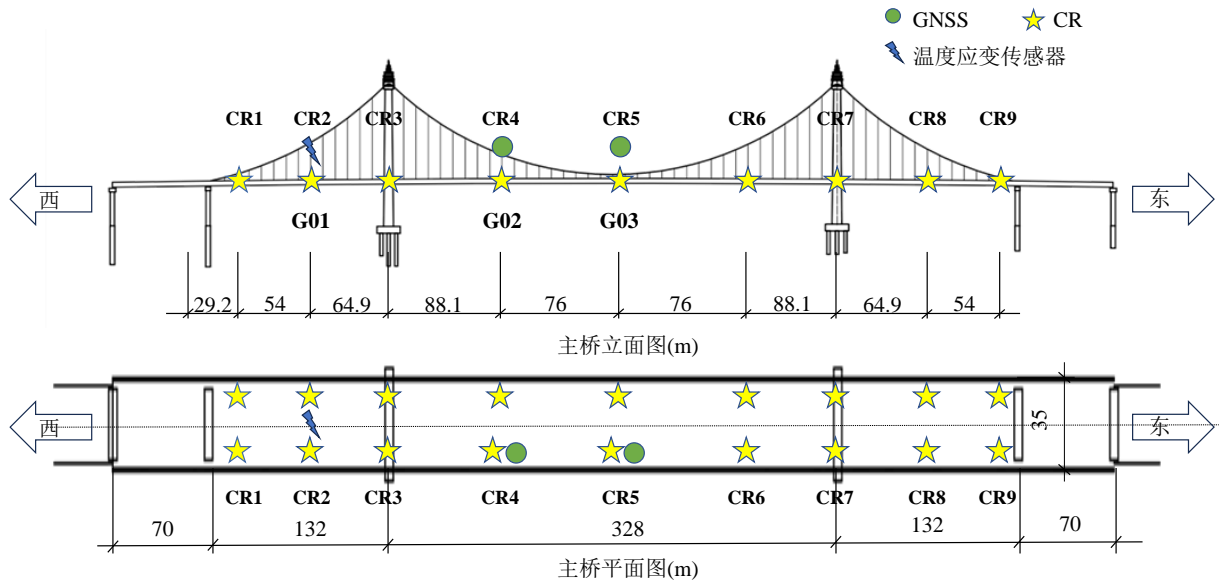 GNSS CR
温度应变传感器
CR1 CR2 CR3 CR4 CR5 CR6 CR7 CR8 CR9
西 东
G01 G02 G03
29.2 54 64.9 88.1 76 76 88.1 64.9 54
主桥立面图(m)
西 35 东
CR1 CR2 CR3 CR4 CR5 CR6 CR7 CR8 CR9
70 132 328 132 70
主桥平面图(m)